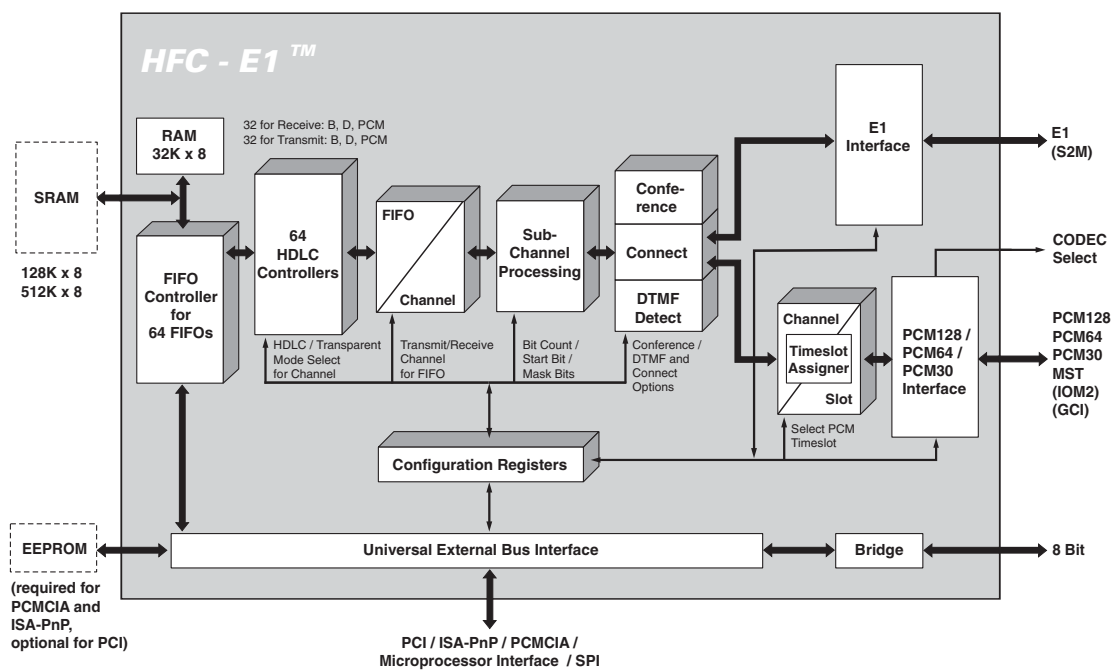 HFC - E1 ™
RAM
32K x 8
32 for Receive: B, D, PCM
32 for Transmit: B, D, PCM
SRAM
128K x 8
512K x 8
FIFO
Controller
for
64 FIFOs
64
HDLC
Controllers
FIFO
Channel
Sub-
Channel
Processing
Confe-
rence
Connect
DTMF
Detect
E1
Interface
E1
(S2M)
CODEC
Select
HDLC / Transparent
Mode Select
for Channel
Transmit/Receive
Channel
for FIFO
Bit Count /
Start Bit /
Mask Bits
Conference /
DTMF and
Connect
Options
Channel
Timeslot
Assigner
Slot
Select PCM
Timeslot
PCM128 /
PCM64 /
PCM30
Interface
PCM128
PCM64
PCM30
MST
(IOM2)
(GCI)
Configuration Registers
EEPROM
(required for
PCMCIA and
ISA-PnP,
optional for PCI)
Universal External Bus Interface
Bridge
8 Bit
PCI / ISA-PnP / PCMCIA /
Microprocessor Interface / SPI